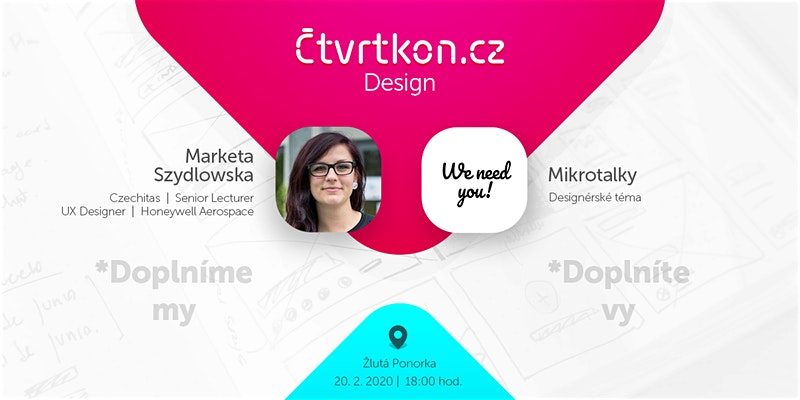 Čtvrtkon.cz
Design
Marketa
Szydlowska
Czechitas | Senior Lecturer
UX Designer | Honeywell Aerospace
We need
you!
Mikrotalky
Designérské téma
*Doplníme
my
*Doplníte
vy
Žlutá Ponorka
20. 2. 2020 | 18:00 hod.